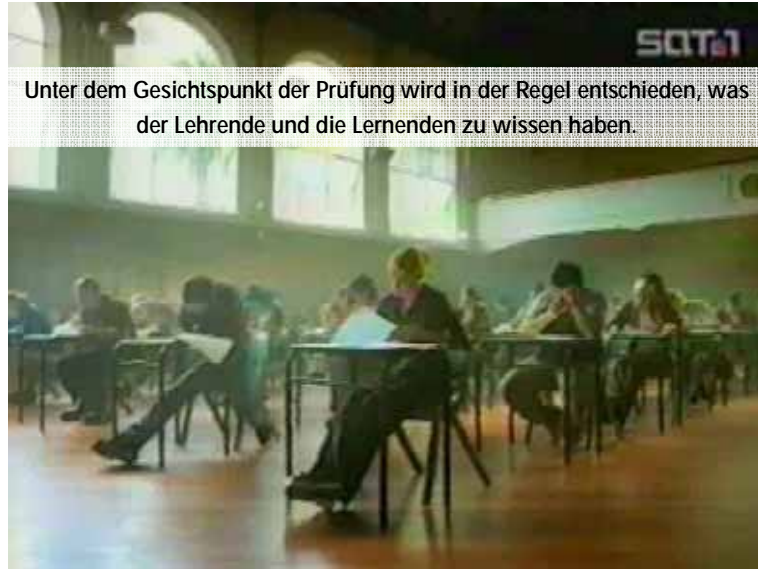 SAT.1
Unter dem Gesichtspunkt der Prüfung wird in der Regel entschieden, was
der Lehrende und die Lernenden zu wissen haben.